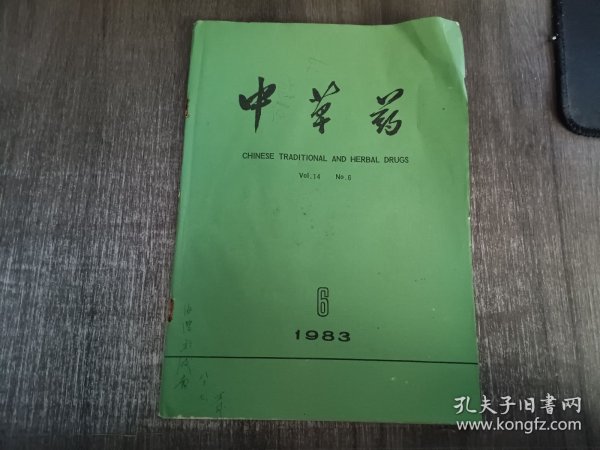 中草药
CHINESE TRADITIONAL AND HERBAL DRUGS
Vol.14 No.6
6
1983
孔夫子旧书网
www.kongfz.com